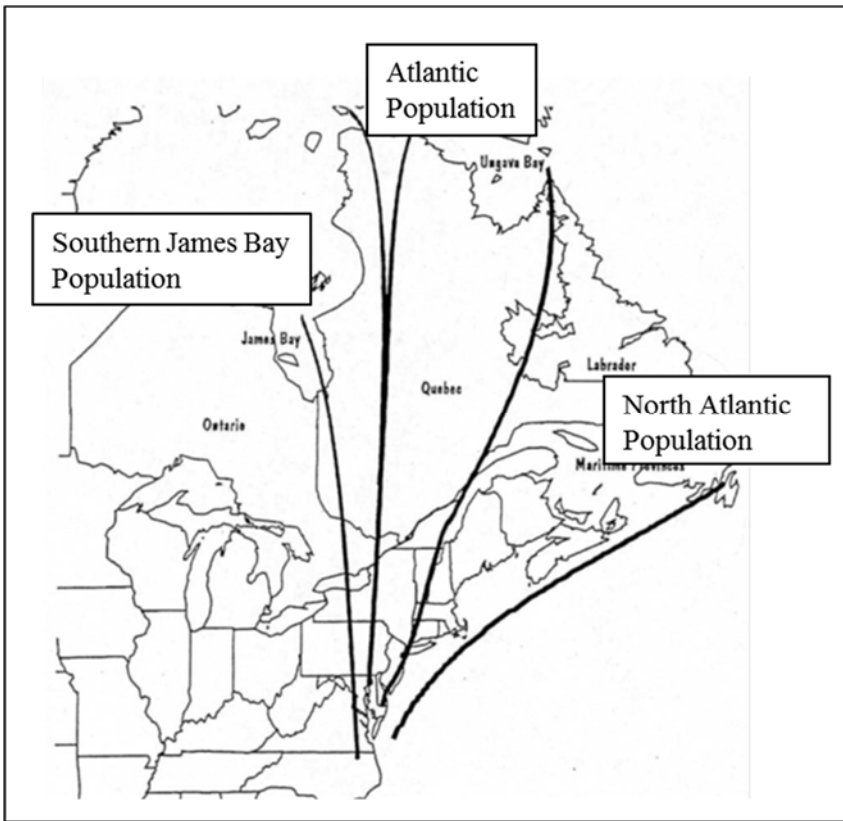 Atlantic
Population
Ungava Bay
Southern James Bay
Population
James Bay
Labrador
Quebec
North Atlantic
Population
Ontario
Maritime Provinces